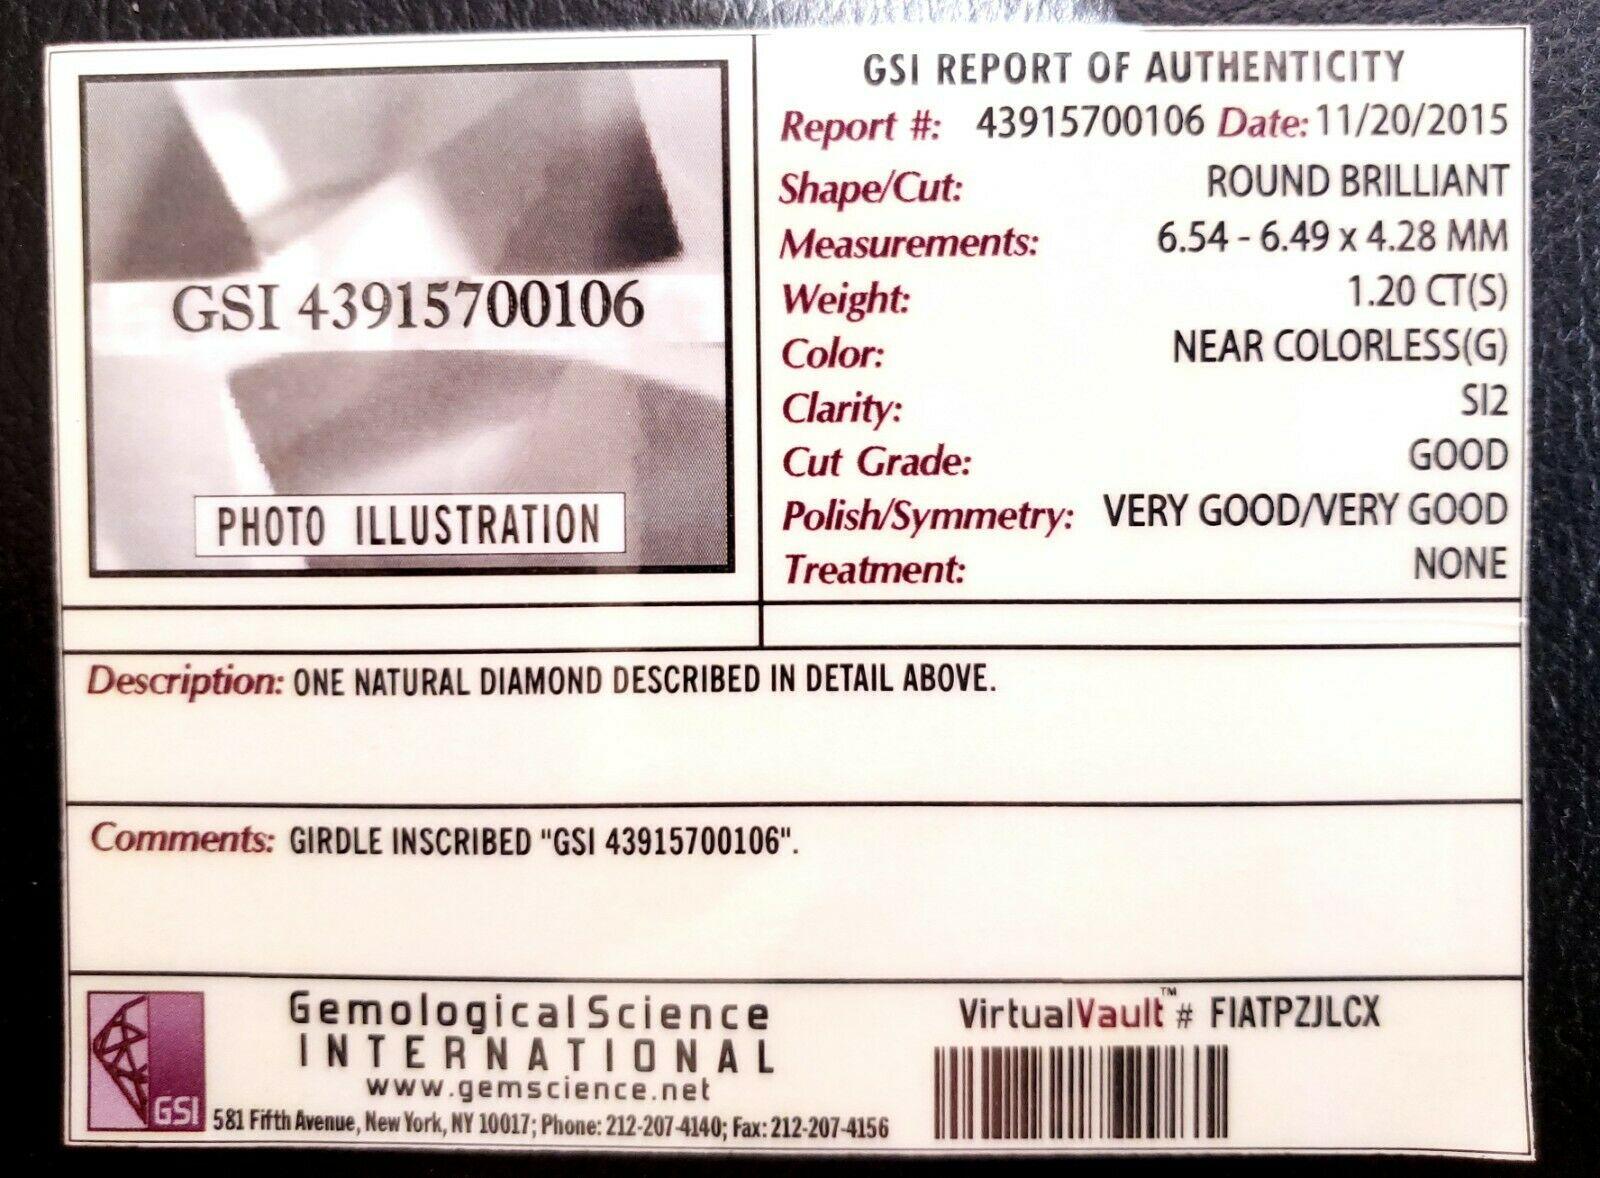 GSI 43915700106
PHOTO ILLUSTRATION
GSI REPORT OF AUTHENTICITY
Report #: 43915700106 Date: 11/20/2015
Shape/Cut: ROUND BRILLIANT
Measurements: 6.54 - 6.49 x 4.28 MM
Weight: 1.20 CT(S)
Color: NEAR COLORLESS(G)
Clarity: SI2
Cut Grade: GOOD
Polish/Symmetry: VERY GOOD/VERY GOOD
Treatment: NONE
Description: ONE NATURAL DIAMOND DESCRIBED IN DETAIL ABOVE.
Comments: GIRDLE INSCRIBED "GSI 43915700106".
GSI
GemologicalScience
INTERNATIONAL
www.gemscience.net
581 Fifth Avenue, New York, NY 10017; Phone: 212-207-4140; Fax: 212-207-4156
VirtualVault™ # FIATPZJLCX